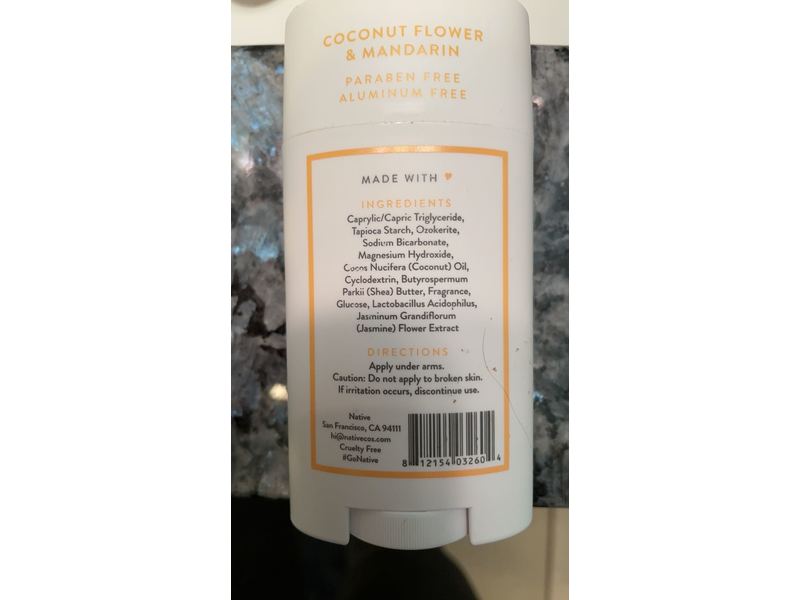 COCONUT FLOWER
& MANDARIN
PARABEN FREE
ALUMINUM FREE
MADE WITH
INGREDIENTS
Caprylic/Capric Triglyceride,
Tapioca Starch, Ozokerite,
Sodium Bicarbonate,
Magnesium Hydroxide,
Cocos Nucifera (Coconut) Oil,
Cyclodextrin, Butyrospermum
Parkii (Shea) Butter, Fragrance,
Glucose, Lactobacillus Acidophilus,
Jasminum Grandiflorum
(Jasmine) Flower Extract
DIRECTIONS
Apply under arms.
Caution: Do not apply to broken skin.
If irritation occurs, discontinue use.
Native
San Francisco, CA 94111
hi@nativecos.com
Cruelty Free
#GoNative
8 12154 03260 4